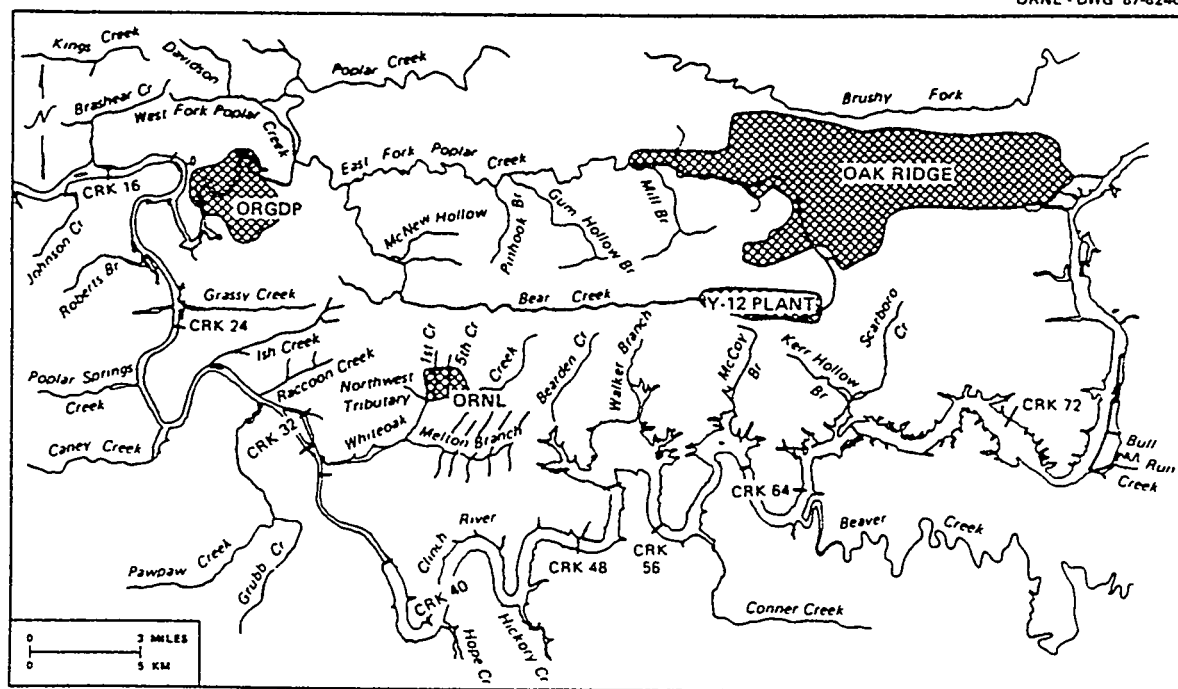 ORNL - DWG 87-8240
Kings Creek
Davidson
Poplar Creek
Brushy Fork
N
Brashear Cr
West Fork Poplar Creek
East Fork Poplar Creek
OAK RIDGE
CRK 16
ORGDP
Johnson Cr
McNew Hollow
Pinhook Br
Gum Hollow Br
Mill Br
Roberts Br
Grassy Creek
Bear Creek
Y-12 PLANT
CRK 24
Scarboro Cr
Ish Creek
1st Cr
5th Cr
Creek
Bearden Cr
Walker Branch
McCoy Br
Kerr Hollow Br
Poplar Springs Creek
Raccoon Creek
Northwest Tributary
ORNL
CRK 72
Caney Creek
CRK 32
Whiteoak
Melton Branch
Bull Run Creek
CRK 64
Clinch River
Beaver Creek
Pawpaw Creek
Grubb Cr
CRK 40
CRK 48
CRK 56
Hope Cr
Hickory Cr
Conner Creek
0 3 MILES
0 5 KM